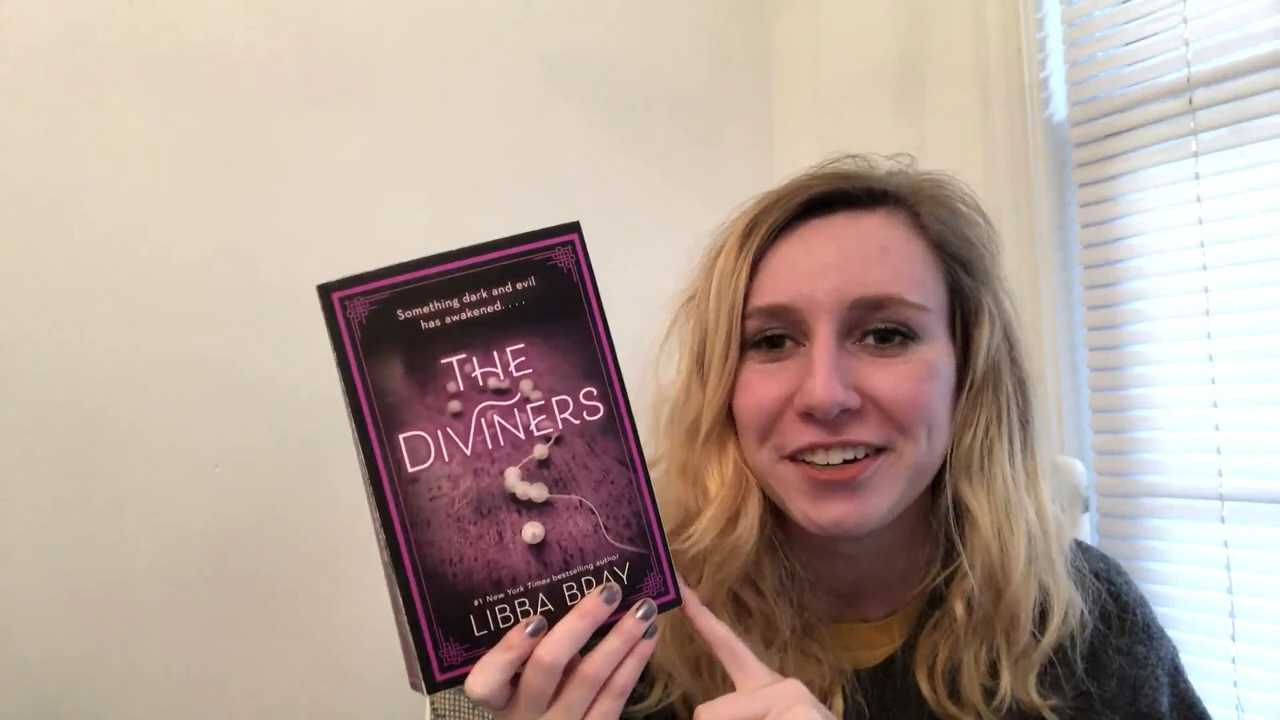 Something dark and evil
has awakened. . . .
THE
DIVINERS
#1 New York Times bestselling author
LIBBA BRAY